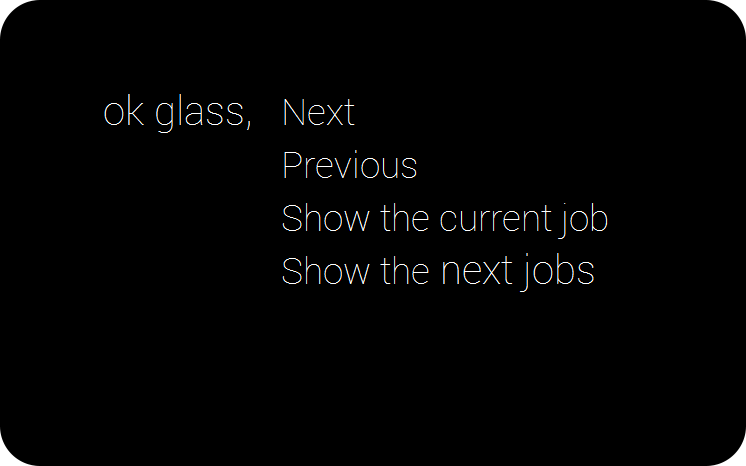 ok glass, Next
Previous
Show the current job
Show the next jobs